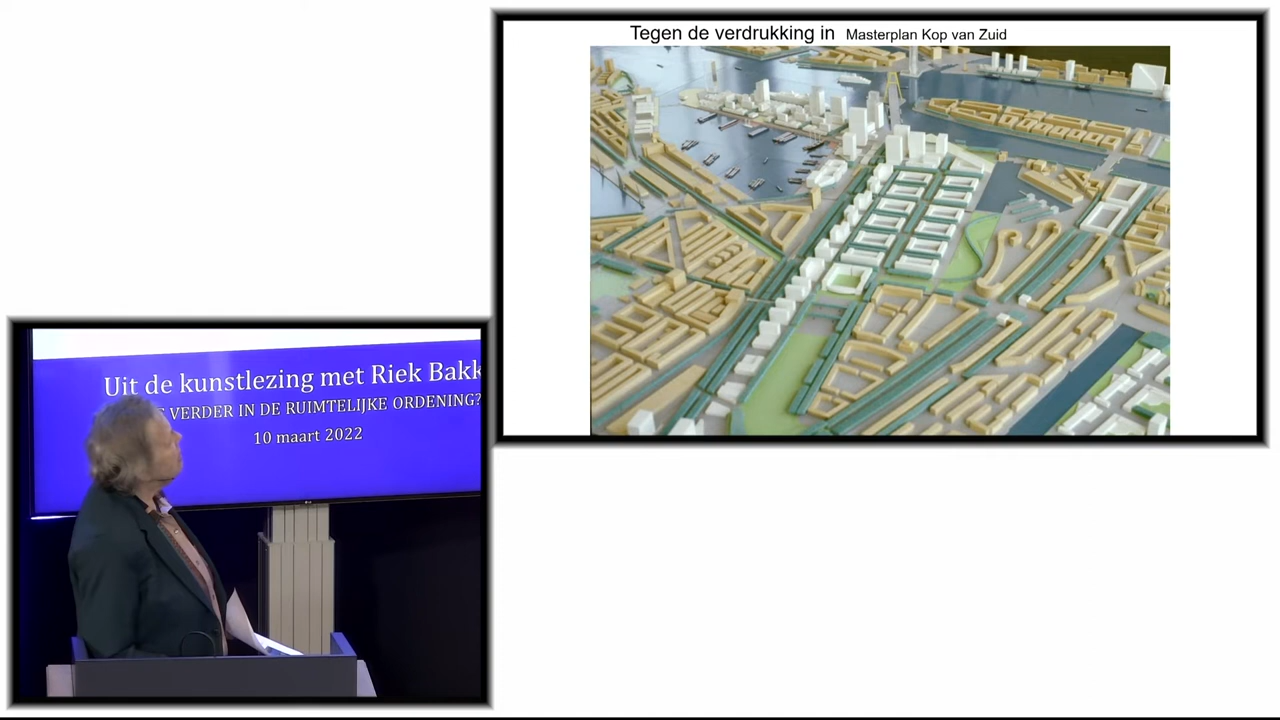 Tegen de verdrukking in Masterplan Kop van Zuid
Uit de kunstlezing met Riek Bakk
VERDER IN DE RUIMTELIJKE ORDENING?
10 maart 2022